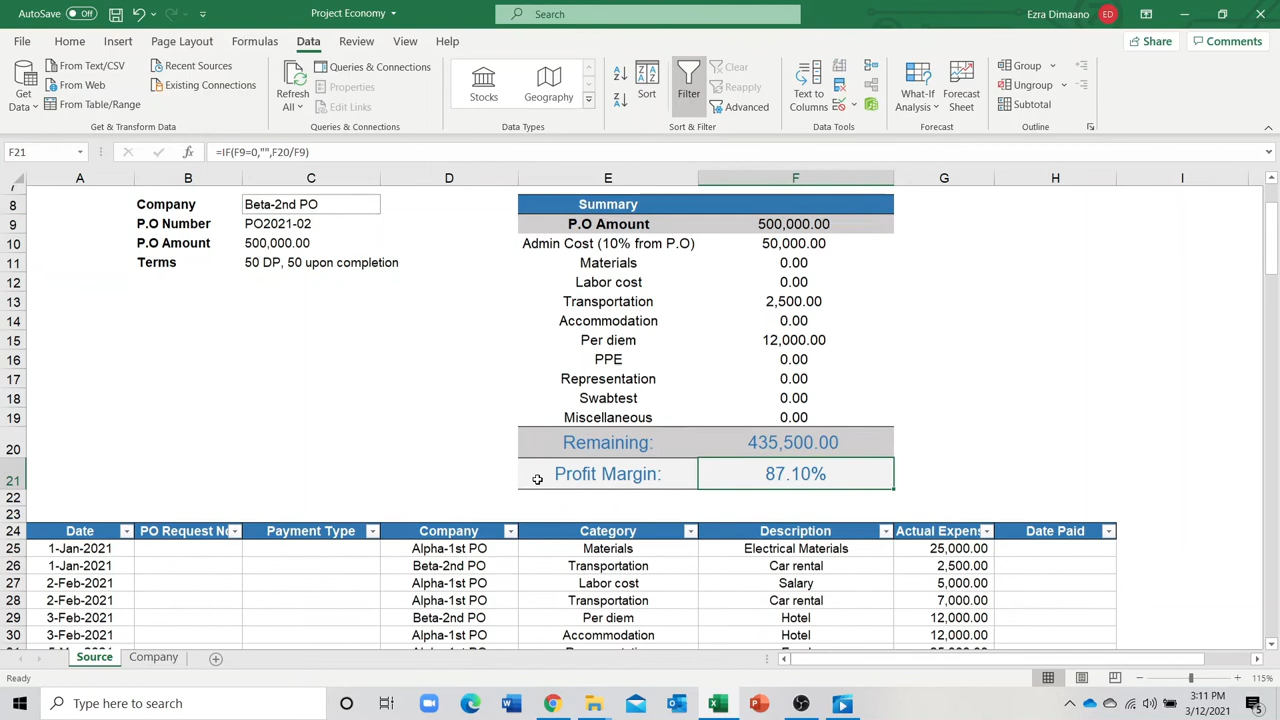 AutoSave Off Project Economy Search Ezra Dimaano ED
File Home Insert Page Layout Formulas Data Review View Help Share Comments
Get Data
From Text/CSV
From Web
From Table/Range
Recent Sources
Existing Connections
Get & Transform Data
Refresh All
Queries & Connections
Properties
Edit Links
Queries & Connections
Stocks
Geography
Data Types
Sort
Filter
Clear
Reapply
Advanced
Sort & Filter
Text to Columns
Data Tools
What-If Analysis
Forecast Sheet
Forecast
Group
Ungroup
Subtotal
Outline
F21 fx =IF(F9=0,"",F20/F9)
A B C D E F G H I
8 Company Beta-2nd PO Summary
9 P.O Number PO2021-02 P.O Amount 500,000.00
10 P.O Amount 500,000.00 Admin Cost (10% from P.O) 50,000.00
11 Terms 50 DP, 50 upon completion Materials 0.00
12 Labor cost 0.00
13 Transportation 2,500.00
14 Accommodation 0.00
15 Per diem 12,000.00
16 PPE 0.00
17 Representation 0.00
18 Swabtest 0.00
19 Miscellaneous 0.00
20 Remaining: 435,500.00
21 Profit Margin: 87.10%
22
23
24 Date PO Request No Payment Type Company Category Description Actual Expens Date Paid
25 1-Jan-2021 Alpha-1st PO Materials Electrical Materials 25,000.00
26 1-Jan-2021 Beta-2nd PO Transportation Car rental 2,500.00
27 2-Feb-2021 Alpha-1st PO Labor cost Salary 5,000.00
28 2-Feb-2021 Alpha-1st PO Transportation Car rental 7,000.00
29 3-Feb-2021 Beta-2nd PO Per diem Hotel 12,000.00
30 3-Feb-2021 Alpha-1st PO Accommodation Hotel 12,000.00
Source Company
Ready 115%
Type here to search
3:11 PM
3/12/2021
5